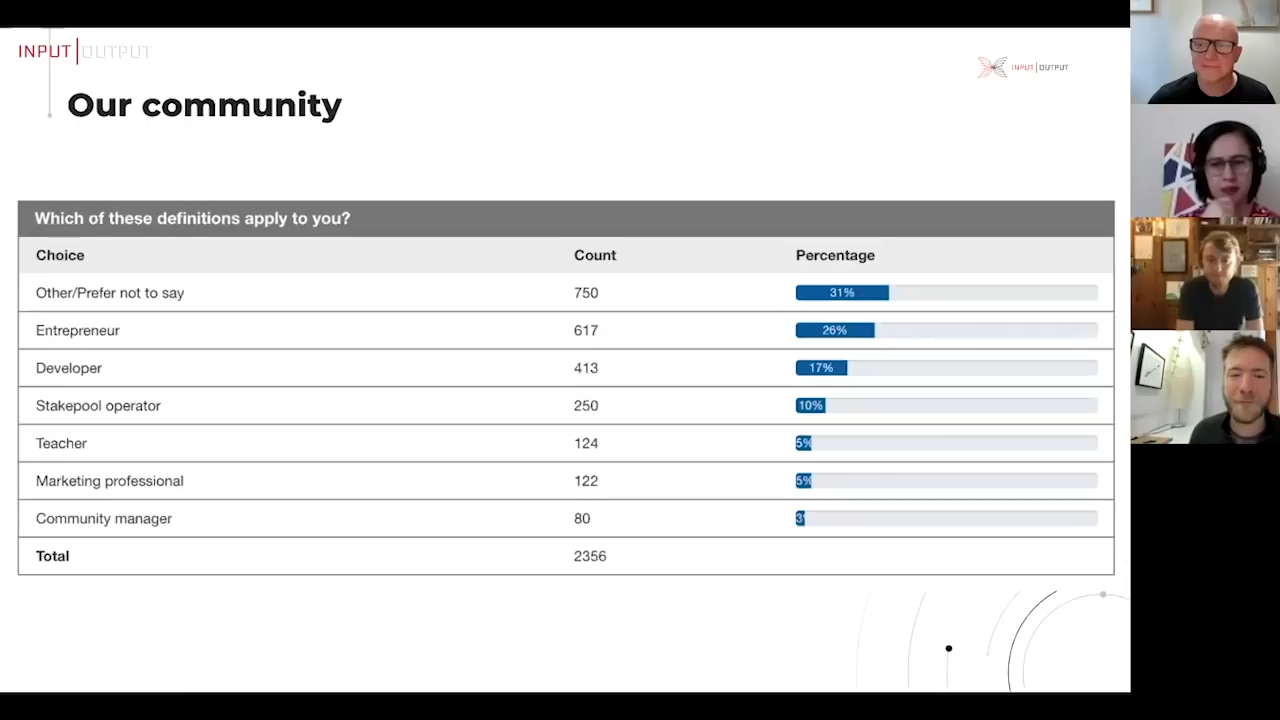 INPUT OUTPUT
INPUT OUTPUT
Our community
Which of these definitions apply to you?
Choice Count Percentage
Other/Prefer not to say 750 31%
Entrepreneur 617 26%
Developer 413 17%
Stakepool operator 250 10%
Teacher 124 5%
Marketing professional 122 5%
Community manager 80 3
Total 2356